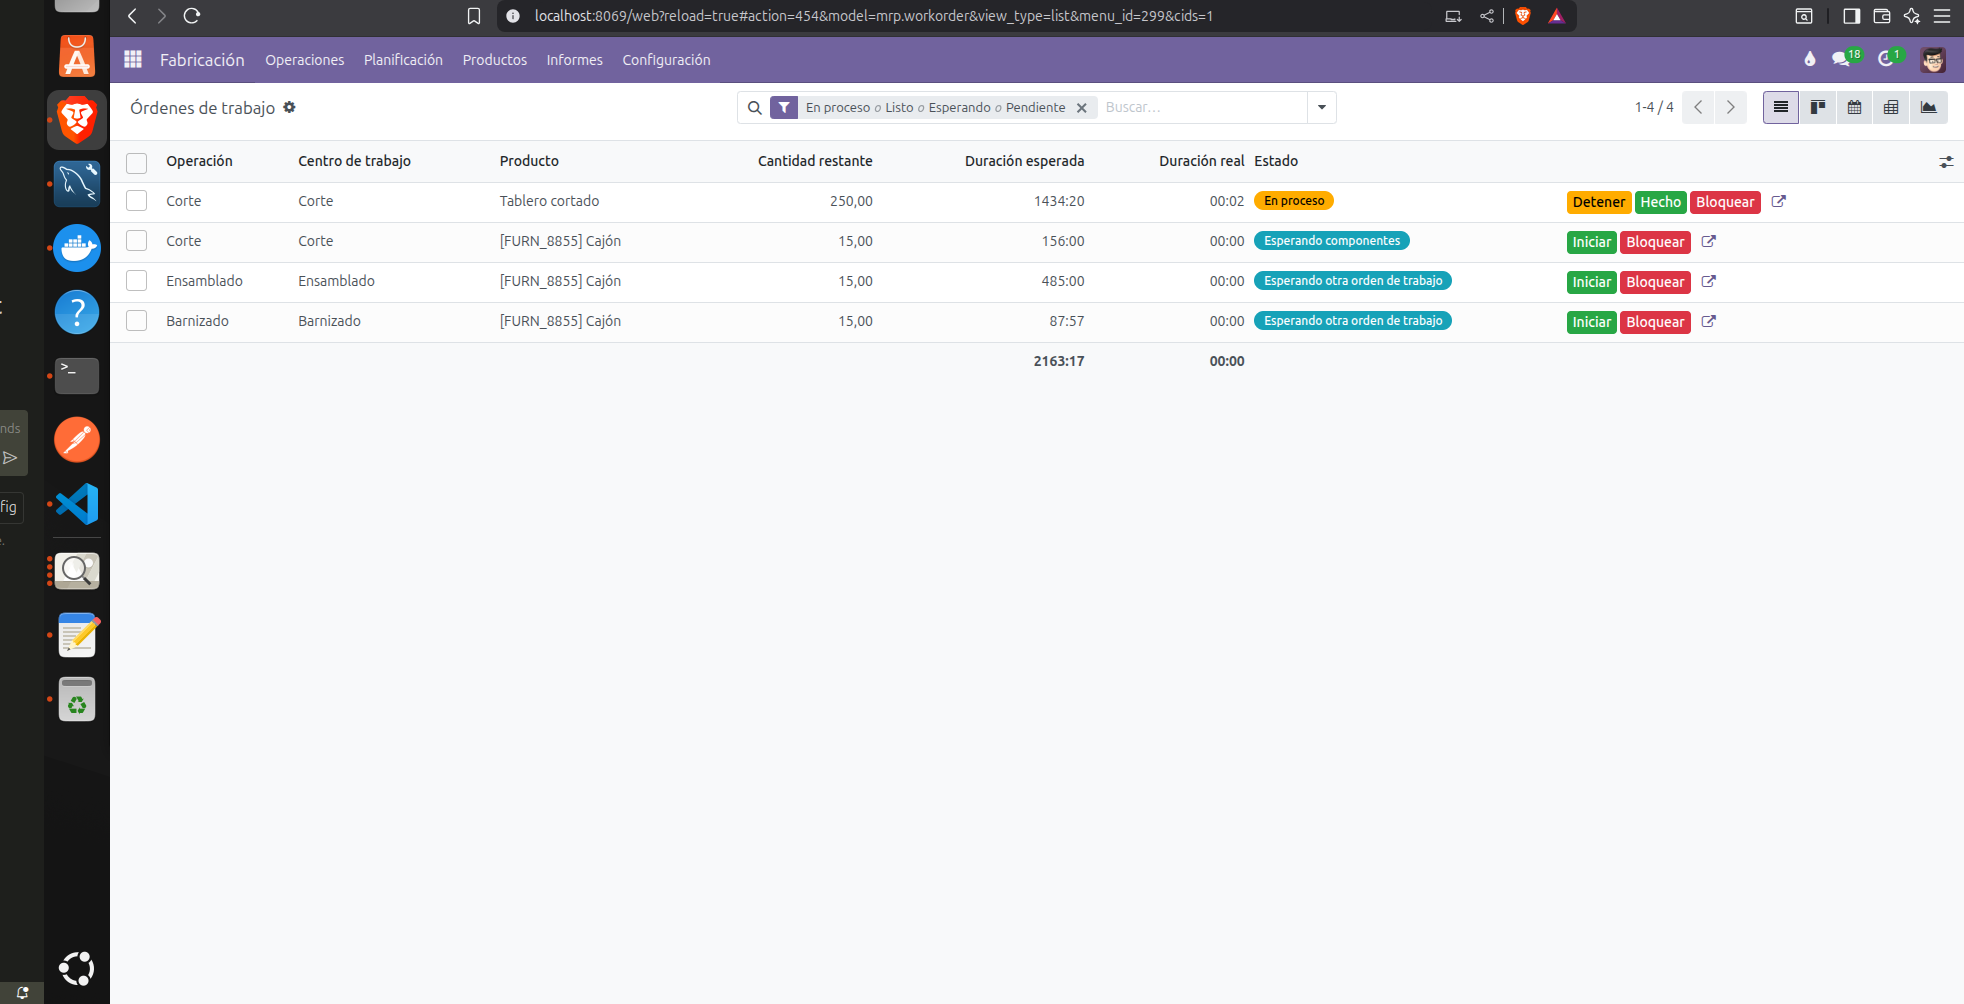 localhost:8069/web?reload=true#action=454&model=mrp.workorder&view_type=list&menu_id=299&cids=1
Fabricación Operaciones Planificación Productos Informes Configuración 18 1
Órdenes de trabajo En proceso o Listo o Esperando o Pendiente Buscar... 1-4 / 4
Operación Centro de trabajo Producto Cantidad restante Duración esperada Duración real Estado
Corte Corte Tablero cortado 250,00 1434:20 00:02 En proceso Detener Hecho Bloquear
Corte Corte [FURN_8855] Cajón 15,00 156:00 00:00 Esperando componentes Iniciar Bloquear
Ensamblado Ensamblado [FURN_8855] Cajón 15,00 485:00 00:00 Esperando otra orden de trabajo Iniciar Bloquear
Barnizado Barnizado [FURN_8855] Cajón 15,00 87:57 00:00 Esperando otra orden de trabajo Iniciar Bloquear
2163:17 00:00
nds
fig